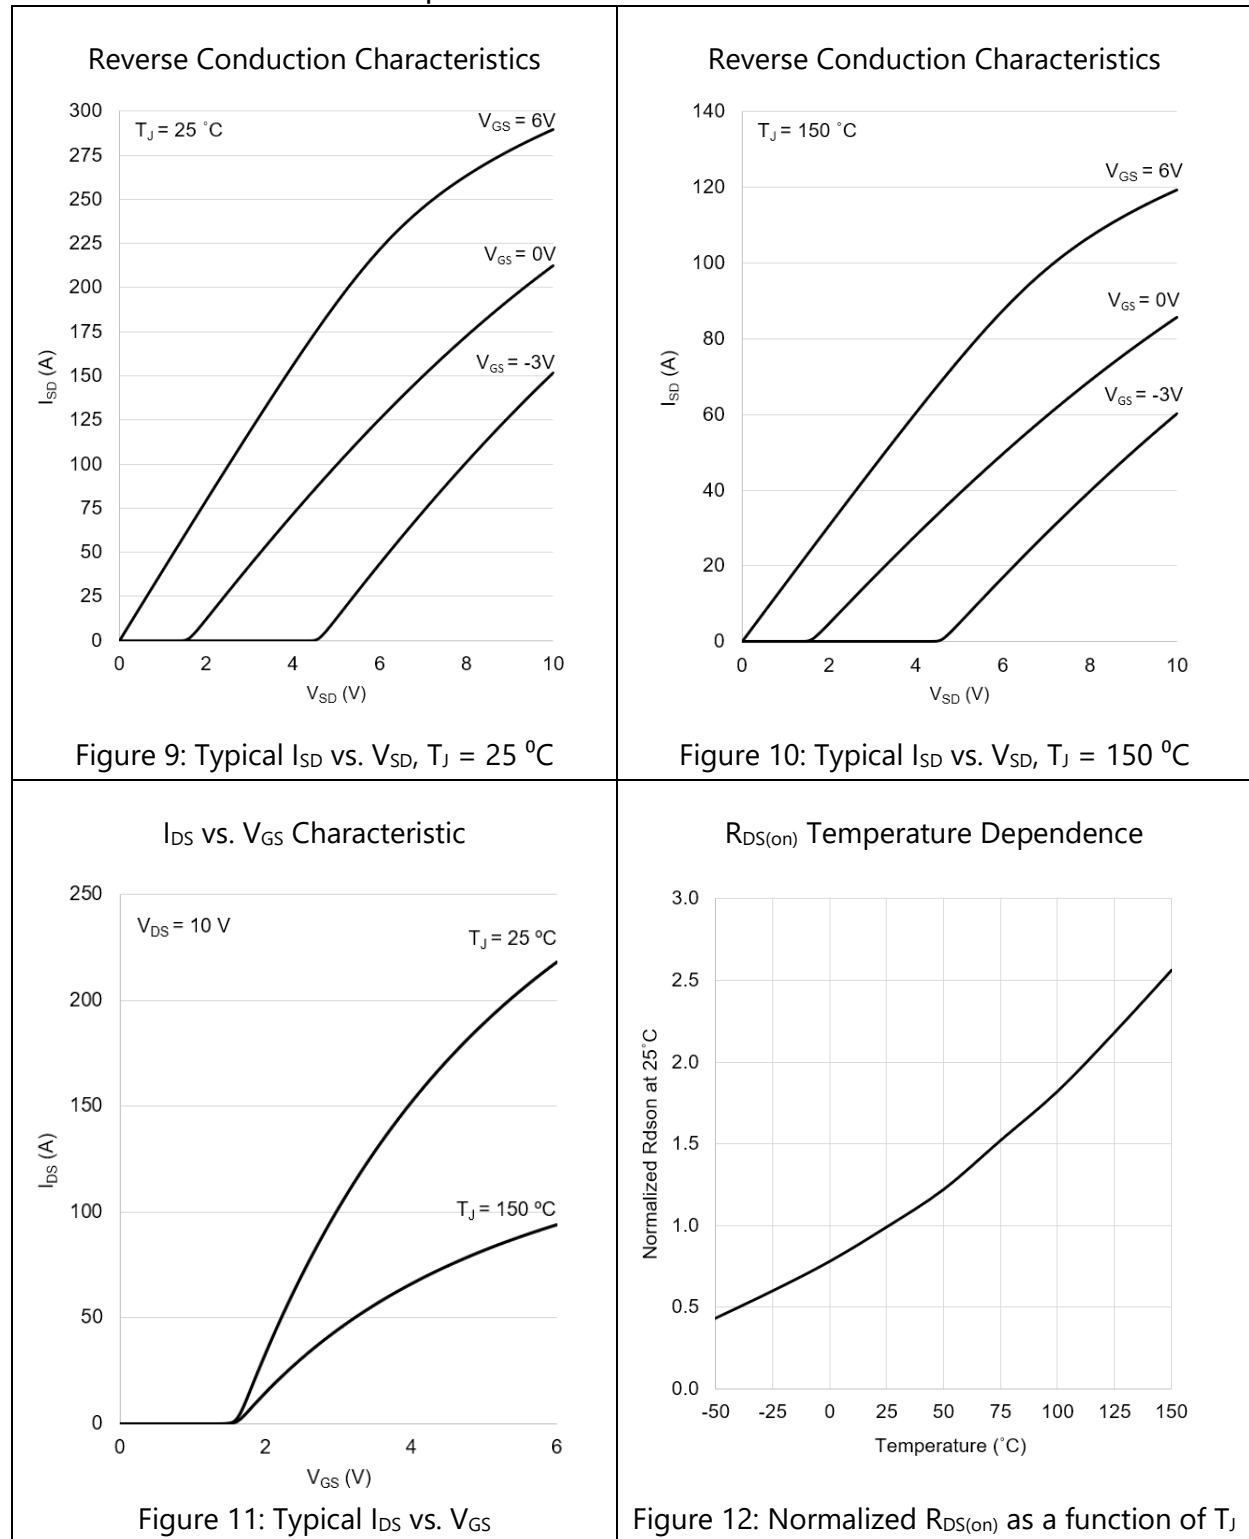 Reverse Conduction Characteristics
T_J = 25 ˚C
V_GS = 6V
V_GS = 0V
V_GS = -3V
300
275
250
225
200
175
150
125
100
75
50
25
0
I_SD (A)
0 2 4 6 8 10
V_SD (V)
Figure 9: Typical I_SD vs. V_SD, T_J = 25 ⁰C
Reverse Conduction Characteristics
T_J = 150 ˚C
V_GS = 6V
V_GS = 0V
V_GS = -3V
140
120
100
80
60
40
20
0
I_SD (A)
0 2 4 6 8 10
V_SD (V)
Figure 10: Typical I_SD vs. V_SD, T_J = 150 ⁰C
I_DS vs. V_GS Characteristic
V_DS = 10 V
T_J = 25 ºC
T_J = 150 ºC
250
200
150
100
50
0
I_DS (A)
0 2 4 6
V_GS (V)
Figure 11: Typical I_DS vs. V_GS
R_DS(on) Temperature Dependence
3.0
2.5
2.0
1.5
1.0
0.5
0.0
Normalized Rdson at 25˚C
-50 -25 0 25 50 75 100 125 150
Temperature (˚C)
Figure 12: Normalized R_DS(on) as a function of T_J